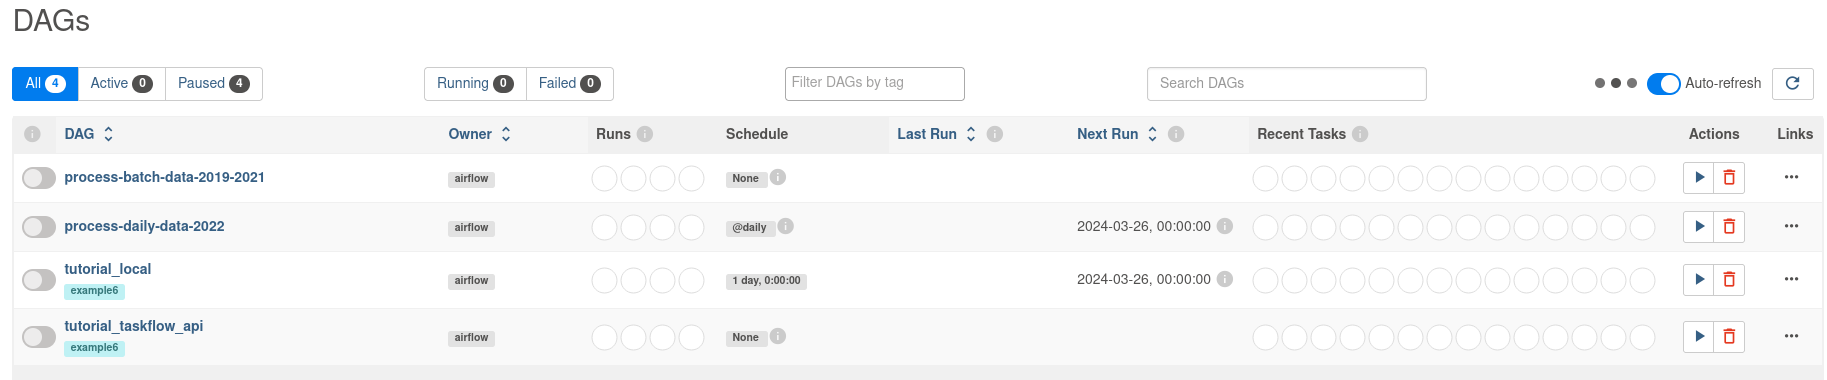 DAGs
All 4 Active 0 Paused 4 Running 0 Failed 0 Filter DAGs by tag Search DAGs Auto-refresh
DAG Owner Runs Schedule Last Run Next Run Recent Tasks Actions Links
process-batch-data-2019-2021 airflow None
process-daily-data-2022 airflow @daily 2024-03-26, 00:00:00
tutorial_local airflow 1 day, 0:00:00 2024-03-26, 00:00:00
example6
tutorial_taskflow_api airflow None
example6